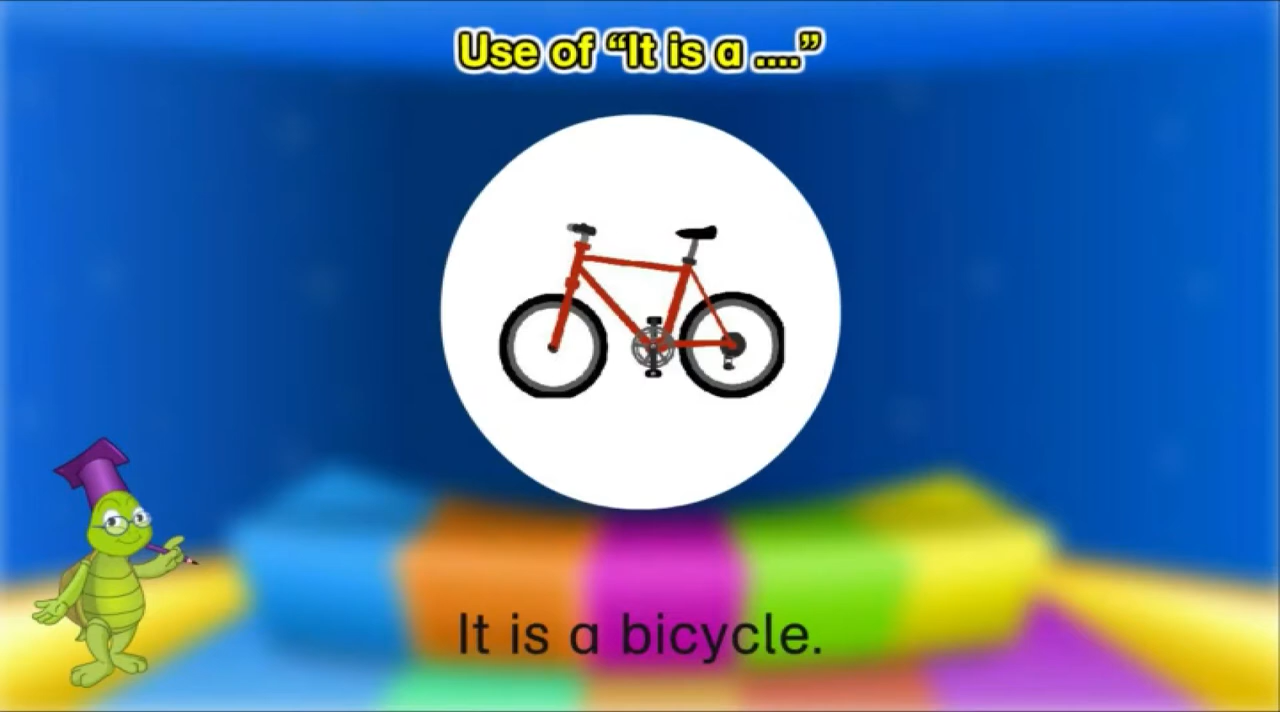 Use of “It is a ....”
It is a bicycle.